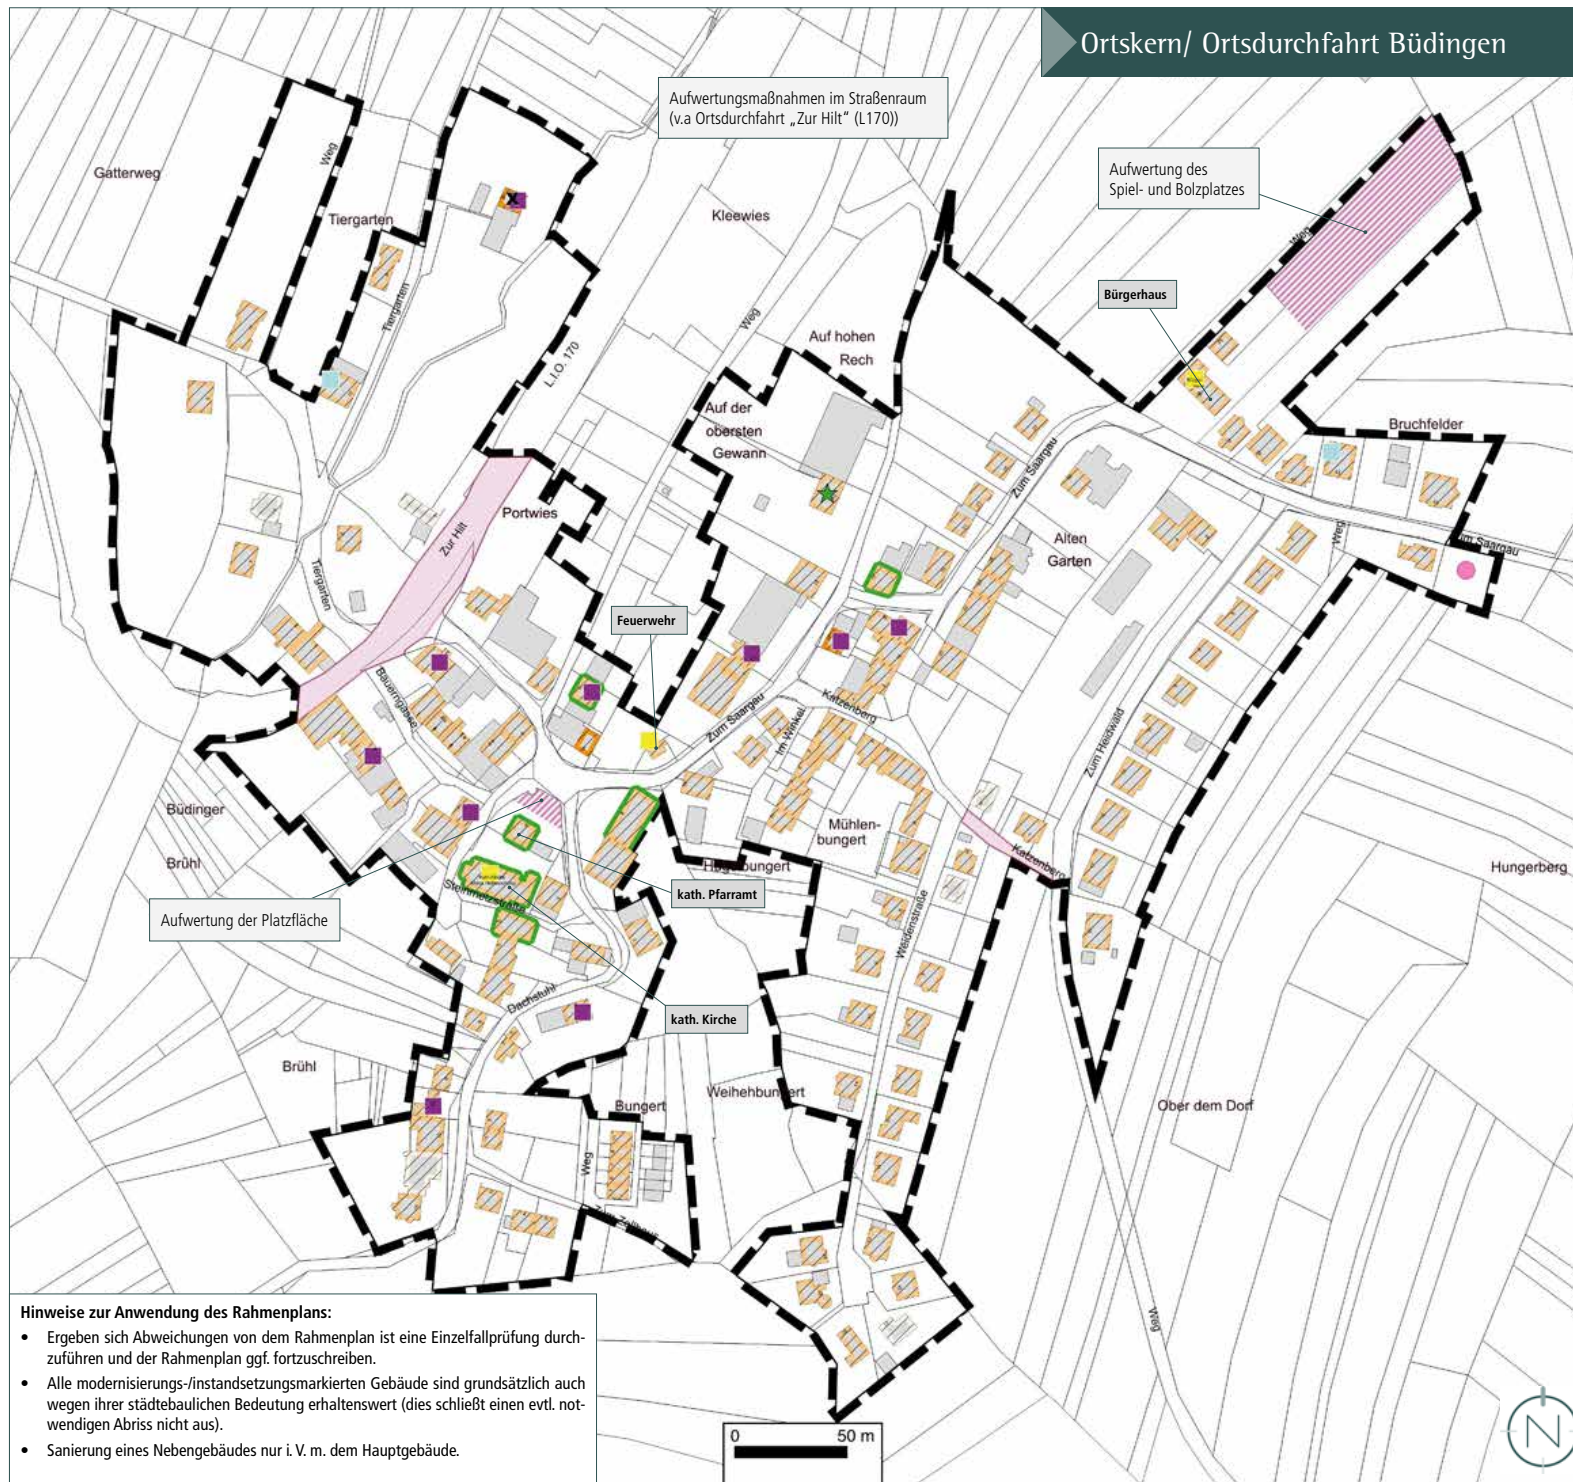 Ortskern/ Ortsdurchfahrt Büdingen
Aufwertungsmaßnahmen im Straßenraum
(v.a Ortsdurchfahrt „Zur Hilt“ (L170))
Aufwertung des
Spiel- und Bolzplatzes
Gatterweg
Weg
Tiergarten
Kleewies
Weg
Bürgerhaus
Tiergarten
Weg
L.I.O. 170
Auf hohen
Rech
Auf der
obersten
Gewann
Bruchfelder
Zum Saargau
Portwies
Zur Hilt
Alten
Garten
Weg
Im Saargau
Tiergarten
Feuerwehr
Bauerngasse
Katzenberg
Zum Saargau
Im Winkel
Zum Heidwald
Büdinger
Brühl
Mühlen-
bungert
Katzenberg
Hungerberg
Steinmetzstraße
kath. Pfarramt
Aufwertung der Platzfläche
Weidenstraße
Dachstuhl
kath. Kirche
Brühl
Bungert
Weihehbungert
Ober dem Dorf
Weg
Weg
Hinweise zur Anwendung des Rahmenplans:
• Ergeben sich Abweichungen von dem Rahmenplan ist eine Einzelfallprüfung durch-
zuführen und der Rahmenplan ggf. fortzuschreiben.
• Alle modernisierungs-/instandsetzungsmarkierten Gebäude sind grundsätzlich auch
wegen ihrer städtebaulichen Bedeutung erhaltenswert (dies schließt einen evtl. not-
wendigen Abriss nicht aus).
• Sanierung eines Nebengebäudes nur i. V. m. dem Hauptgebäude.
0 50 m
N